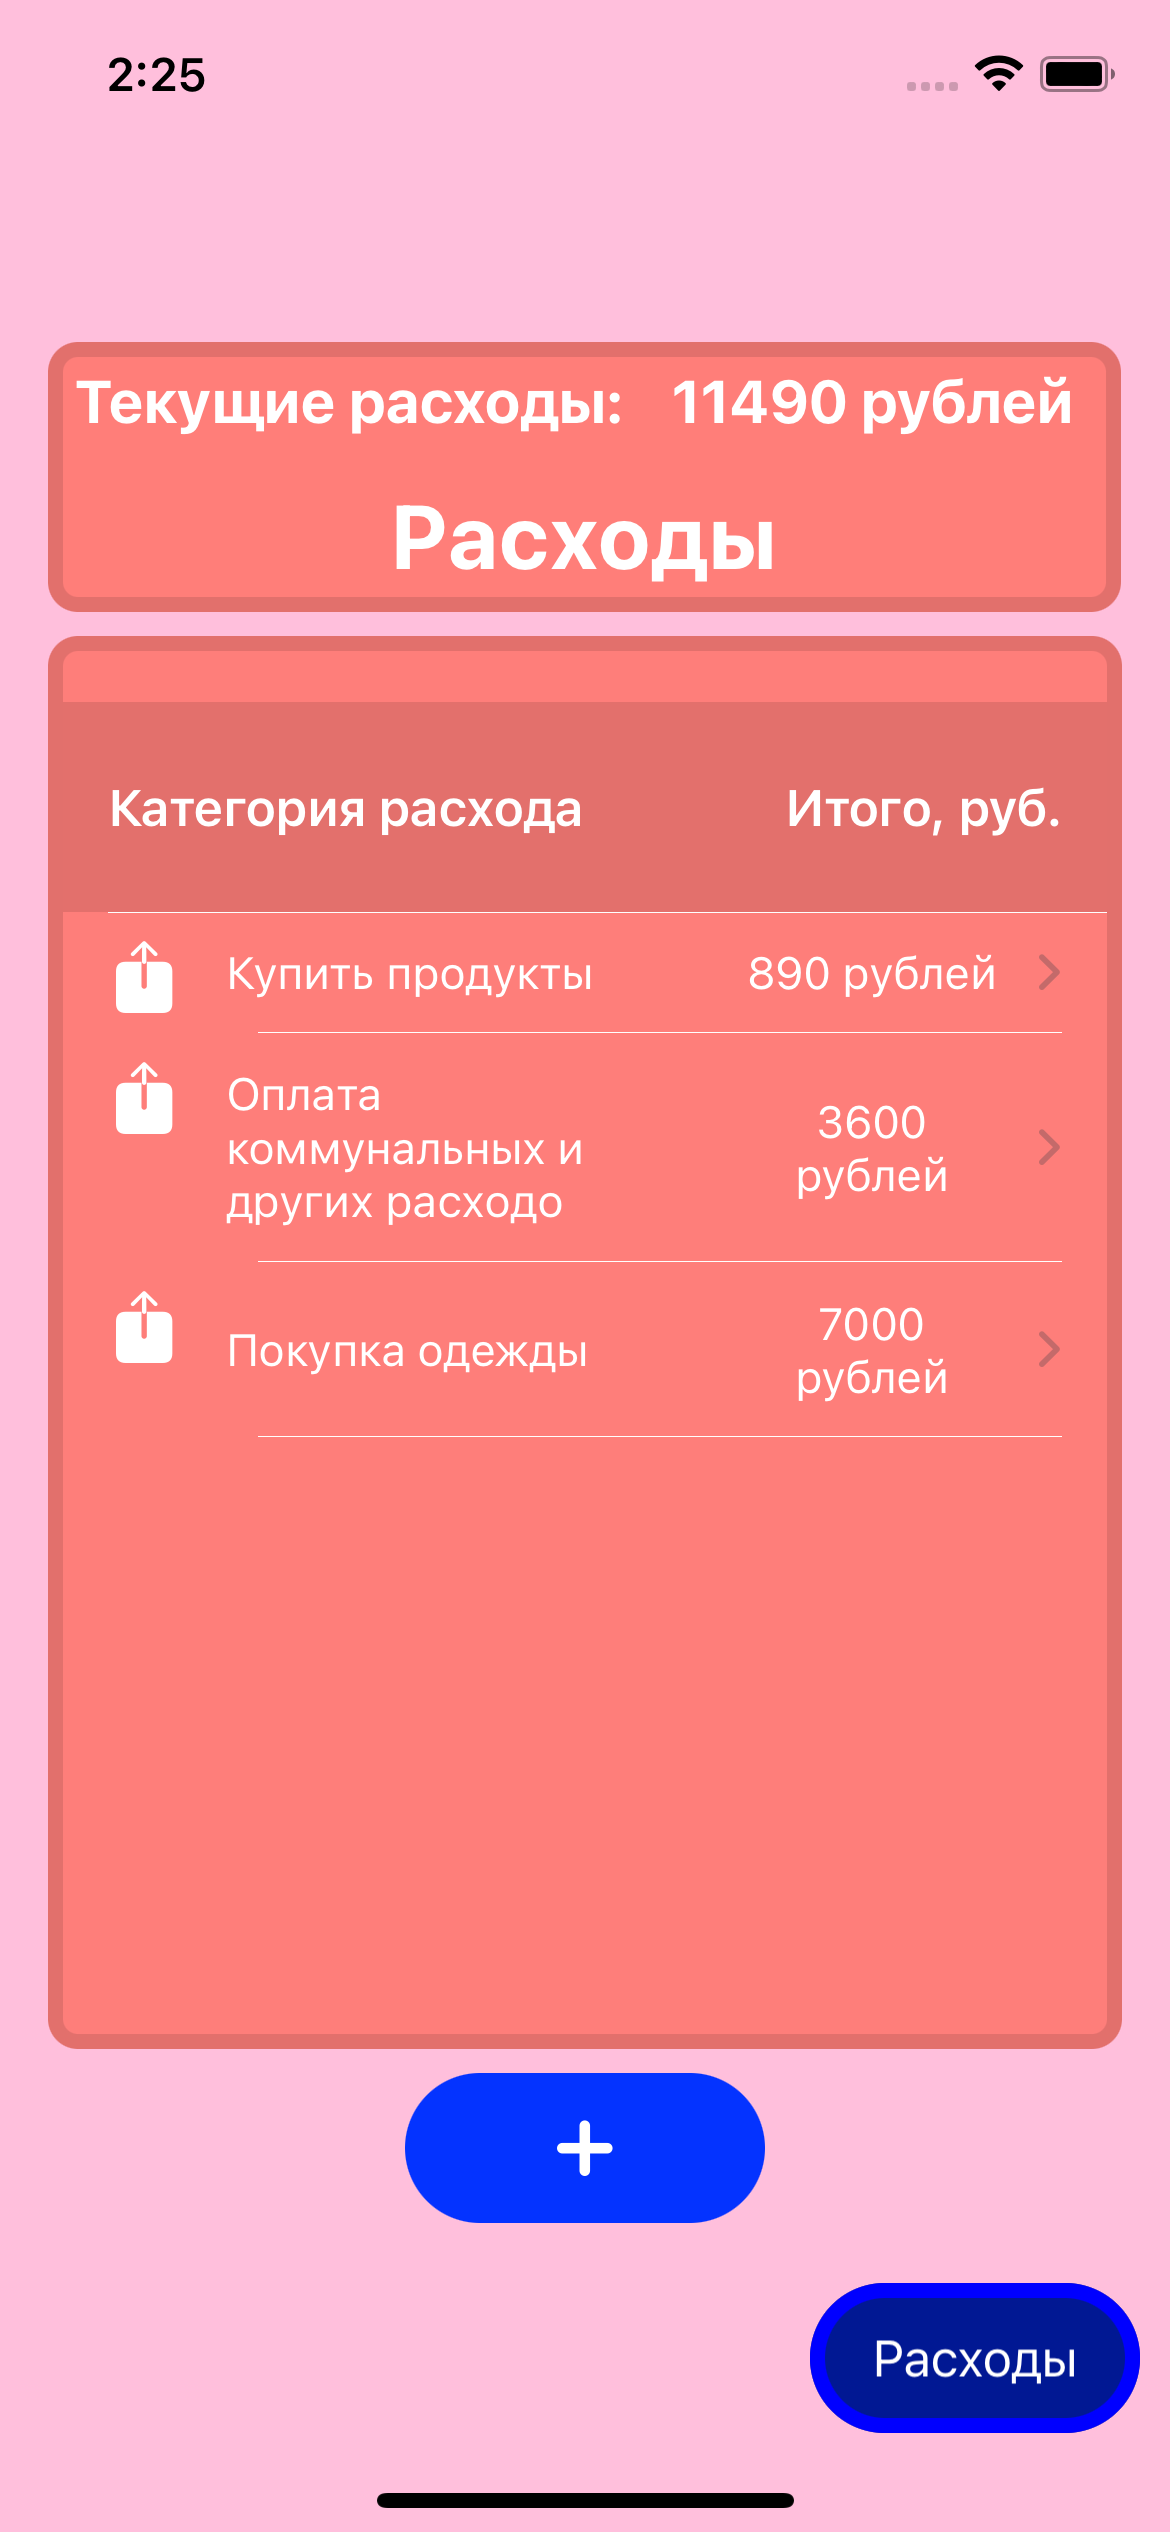 2:25
Текущие расходы: 11490 рублей
Расходы
Категория расхода Итого, руб.
Купить продукты 890 рублей
Оплата
коммунальных и
других расходо
3600
рублей
Покупка одежды
7000
рублей
Расходы